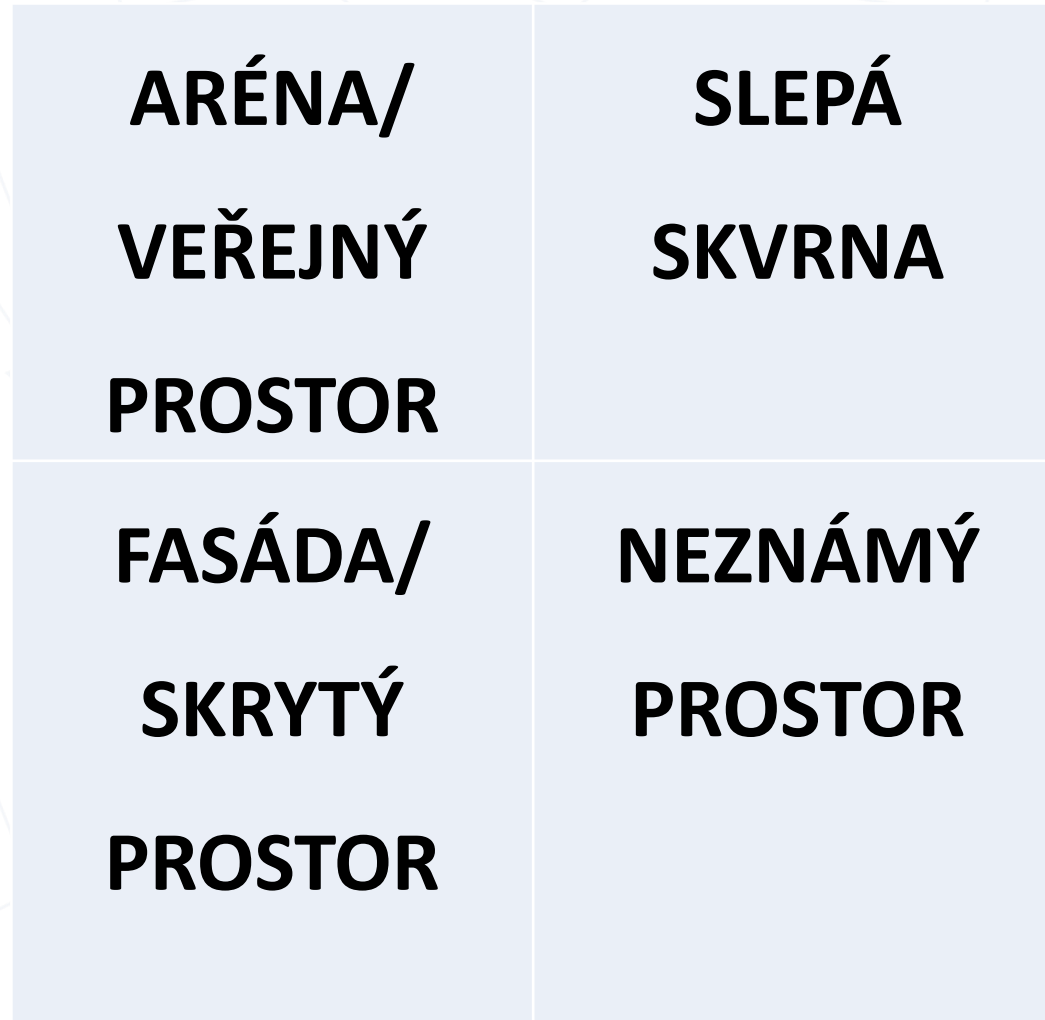 ARÉNA/
VEŘEJNÝ
PROSTOR
SLEPÁ
SKVRNA
FASÁDA/
SKRYTÝ
PROSTOR
NEZNÁMÝ
PROSTOR